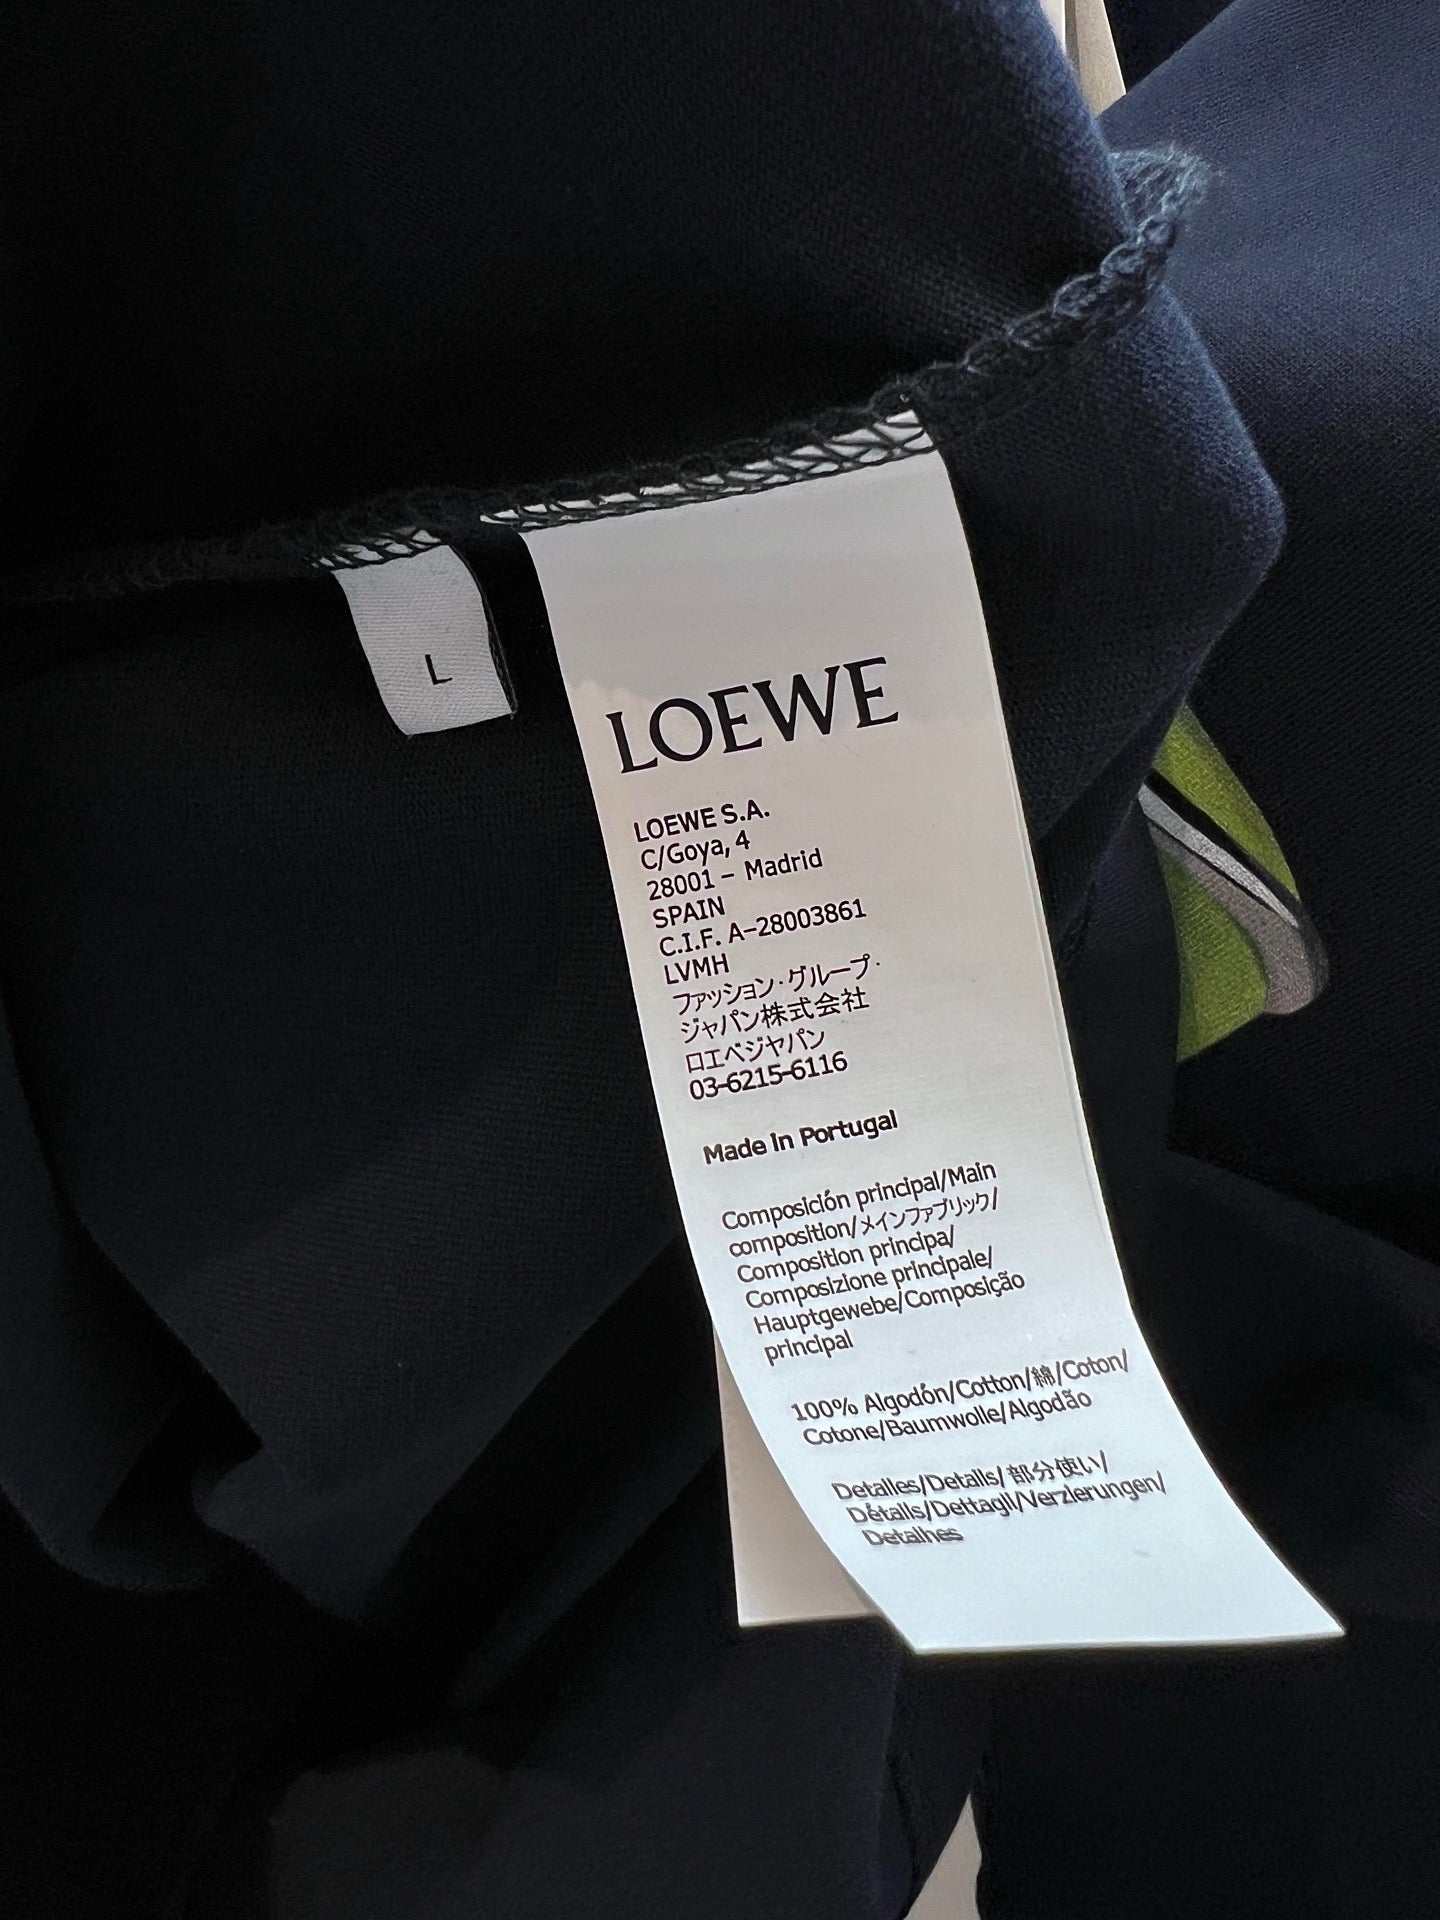 L
LOEWE
LOEWE S.A.
C/Goya, 4
28001 - Madrid
SPAIN
C.I.F. A-28003861
LVMH
ファッション·グループ·
ジャパン株式会社
ロエベジャパン
03-6215-6116
Made in Portugal
Composición principal/Main
composition/メインファブリック/
Composition principa/
Composizione principale/
Hauptgewebe/Composição
principal
100% Algodón/Cotton/綿/Coton/
Cotone/Baumwolle/Algodão
Detalles/Details/部分使い/
Détails/Dettagli/Verzierungen/
Detalhes